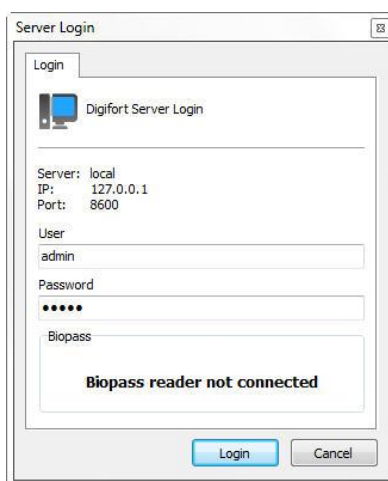 Server Login
Login
Digifort Server Login
Server: local
IP: 127.0.0.1
Port: 8600
User
admin
Password
•••••
Biopass
Biopass reader not connected
Login
Cancel